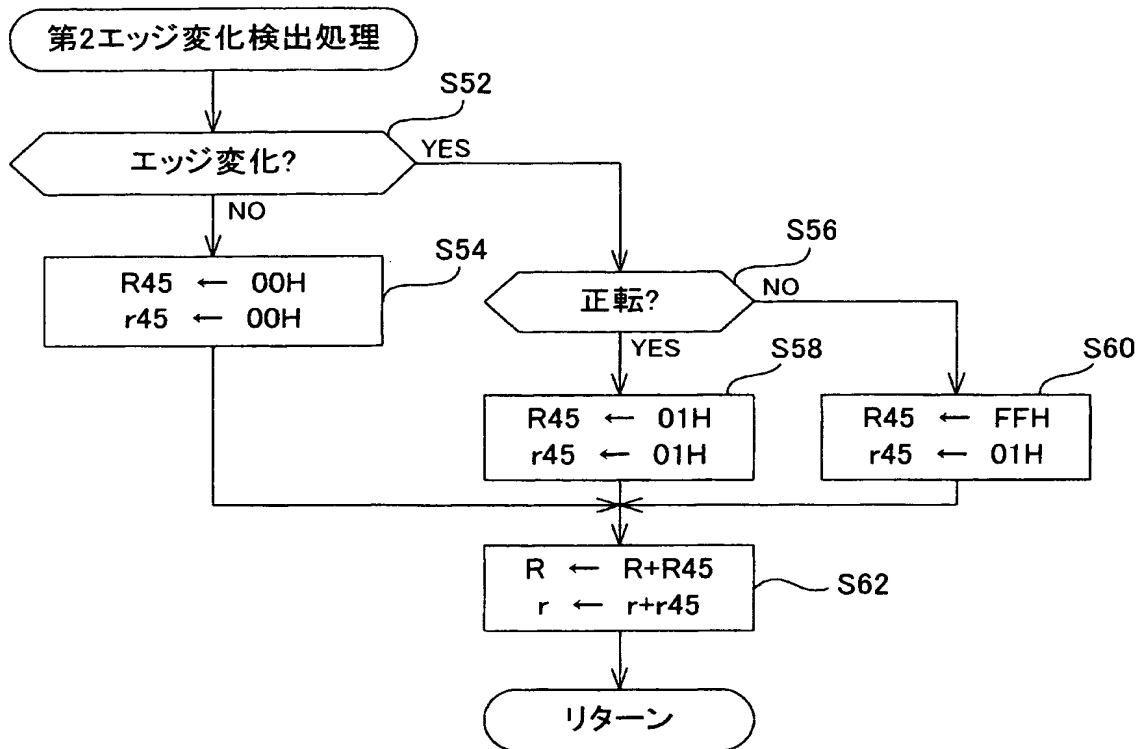 第2エッジ変化検出処理
S52
エッジ変化?
YES
NO
S54
R45 ← 00H
r45 ← 00H
S56
正転?
NO
YES
S58
R45 ← 01H
r45 ← 01H
S60
R45 ← FFH
r45 ← 01H
R ← R+R45
r ← r+r45
S62
リターン